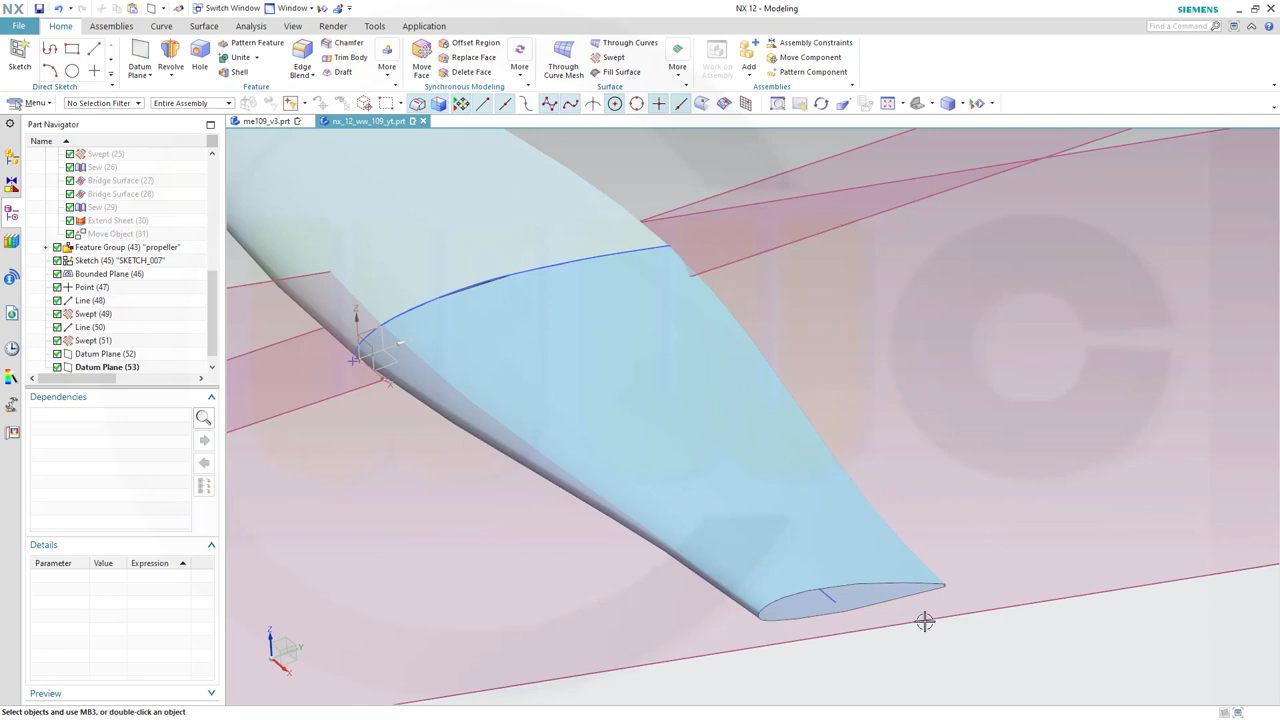 NX
Switch Window
Window
NX 12 - Modeling
SIEMENS
File
Home
Assemblies
Curve
Surface
Analysis
View
Render
Tools
Application
Find a Command
Sketch
Direct Sketch
Datum
Plane
Revolve
Hole
Pattern Feature
Unite
Shell
Edge
Blend
Chamfer
Trim Body
Draft
More
Feature
Move
Face
Offset Region
Replace Face
Delete Face
More
Synchronous Modeling
Through
Curve Mesh
Through Curves
Swept
Fill Surface
More
Surface
Work on
Assembly
Add
Assembly Constraints
Move Component
Pattern Component
Assemblies
Menu
No Selection Filter
Entire Assembly
Part Navigator
me109_v3.prt
nx_12_ww_109_yt.prt
Name
Swept (25)
Sew (26)
Bridge Surface (27)
Bridge Surface (28)
Sew (29)
Extend Sheet (30)
Move Object (31)
Feature Group (43) "propeller"
Sketch (45) "SKETCH_007"
Bounded Plane (46)
Point (47)
Line (48)
Swept (49)
Line (50)
Swept (51)
Datum Plane (52)
Datum Plane (53)
Dependencies
Details
Parameter
Value
Expression
Preview
Z
X
Z
Y
X
Select objects and use MB3, or double-click an object